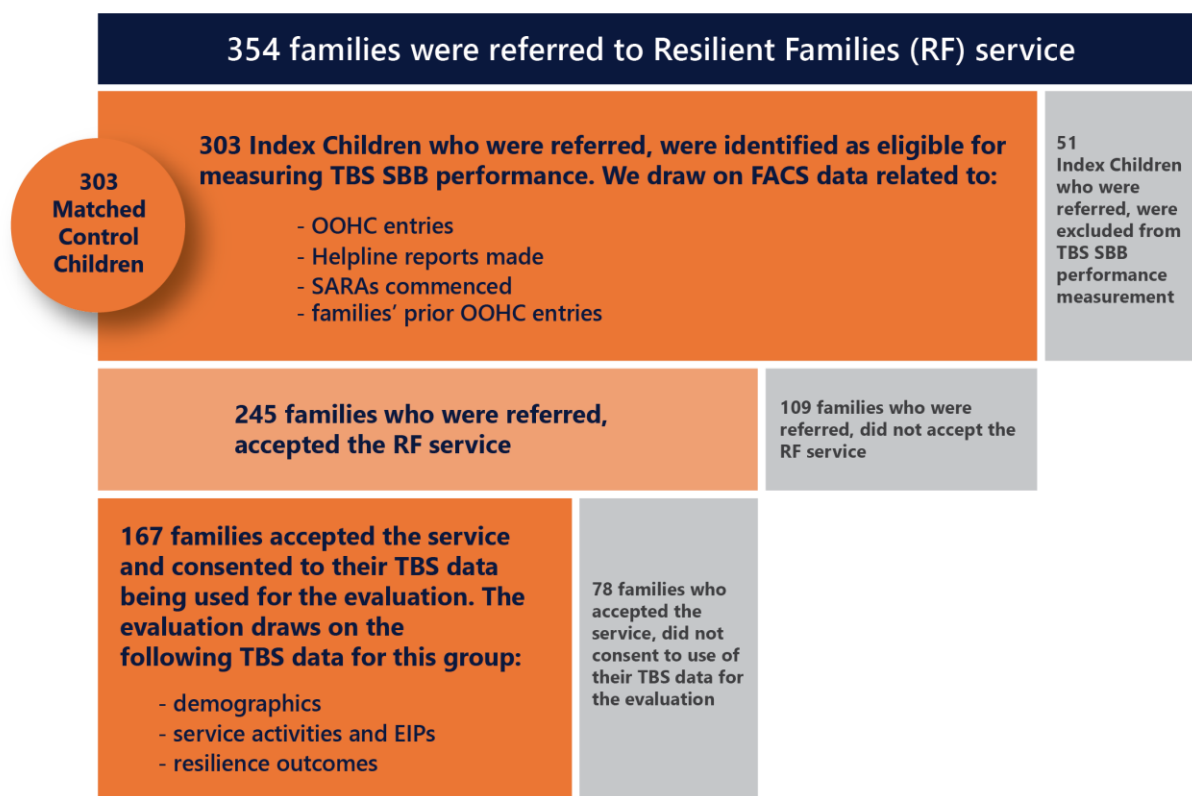 354 families were referred to Resilient Families (RF) service
303
Matched
Control
Children
303 Index Children who were referred, were identified as eligible for
measuring TBS SBB performance. We draw on FACS data related to:
- OOHC entries
- Helpline reports made
- SARAs commenced
- families’ prior OOHC entries
51
Index Children
who were
referred, were
excluded from
TBS SBB
performance
measurement
245 families who were referred,
accepted the RF service
109 families who were
referred, did not accept the
RF service
167 families accepted the service
and consented to their TBS data
being used for the evaluation. The
evaluation draws on the
following TBS data for this group:
- demographics
- service activities and EIPs
- resilience outcomes
78 families who
accepted the
service, did not
consent to use of
their TBS data for
the evaluation